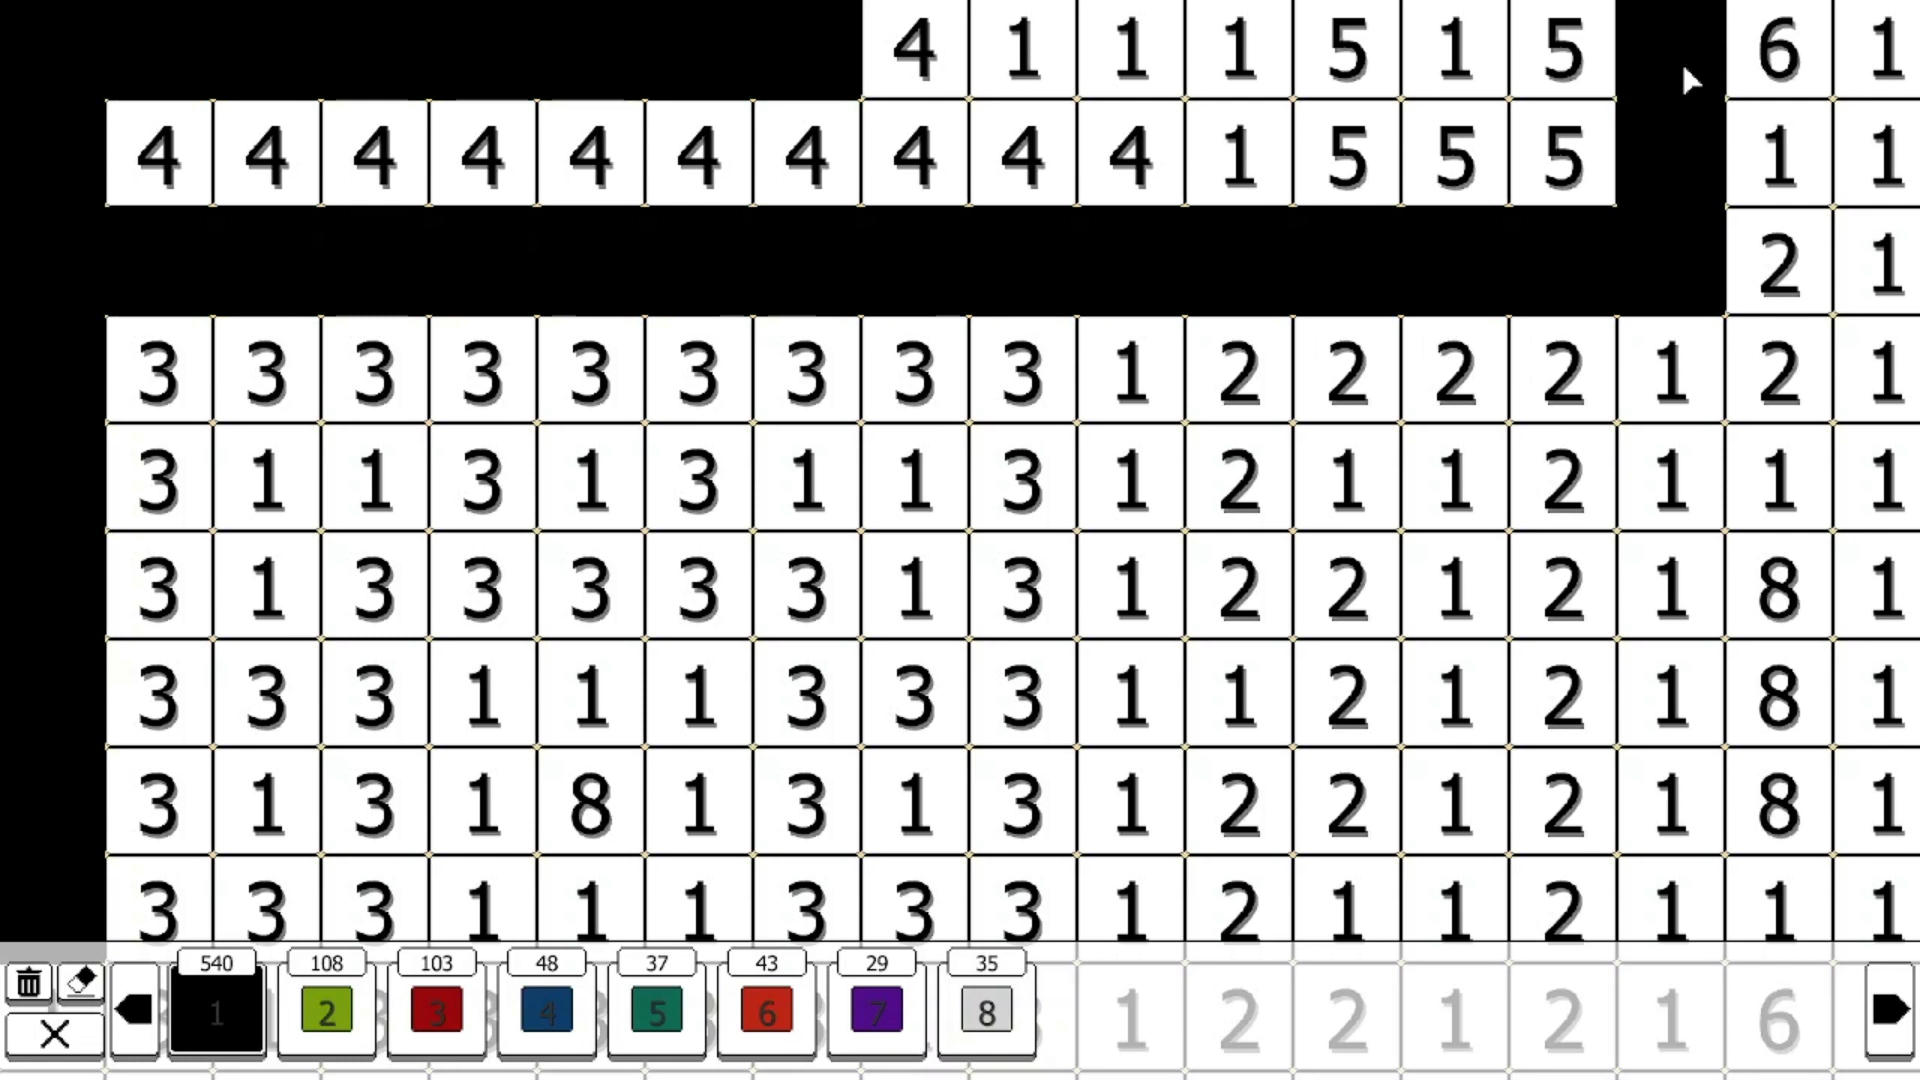 4 1 1 1 5 1 5 6 1
4 4 4 4 4 4 4 4 4 4 1 5 5 5 1 1
2 1
3 3 3 3 3 3 3 3 3 1 2 2 2 2 1 2 1
3 1 1 3 1 3 1 1 3 1 2 1 1 2 1 1 1
3 1 3 3 3 3 3 1 3 1 2 2 1 2 1 8 1
3 3 3 1 1 1 3 3 3 1 1 2 1 2 1 8 1
3 1 3 1 8 1 3 1 3 1 2 2 1 2 1 8 1
3 3 3 1 1 1 3 3 3 1 2 1 1 2 1 1 1
540 108 103 48 37 43 29 35
1 2 3 4 5 6 7 8 1 2 2 1 2 1 6